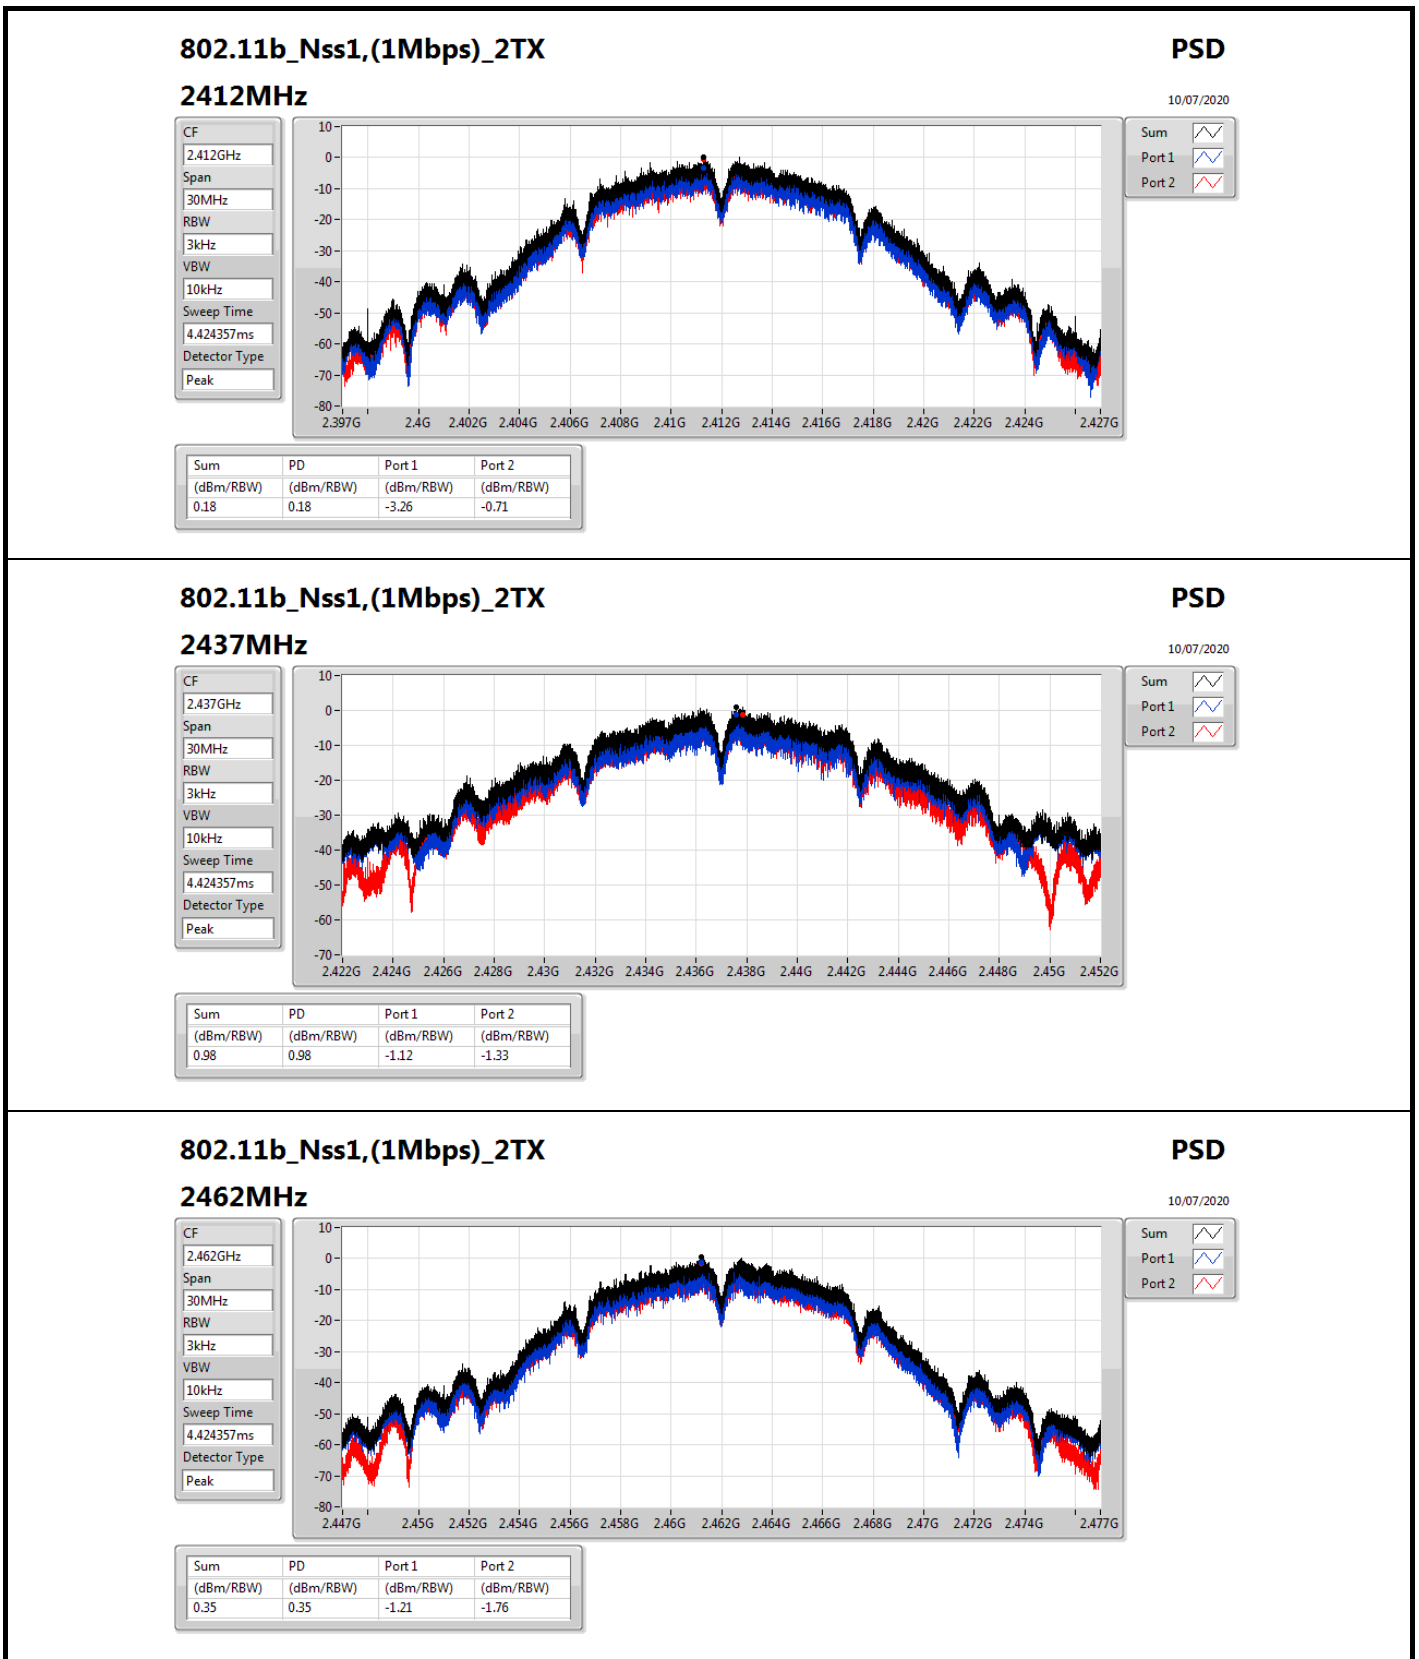 802.11b_Nss1,(1Mbps)_2TX PSD
2412MHz 10/07/2020
CF
2.412GHz
Span
30MHz
RBW
3kHz
VBW
10kHz
Sweep Time
4.424357ms
Detector Type
Peak
10
0
-10
-20
-30
-40
-50
-60
-70
-80
2.397G 2.4G 2.402G 2.404G 2.406G 2.408G 2.41G 2.412G 2.414G 2.416G 2.418G 2.42G 2.422G 2.424G 2.427G
Sum
Port 1
Port 2
Sum PD Port 1 Port 2
(dBm/RBW) (dBm/RBW) (dBm/RBW) (dBm/RBW)
0.18 0.18 -3.26 -0.71
802.11b_Nss1,(1Mbps)_2TX PSD
2437MHz 10/07/2020
CF
2.437GHz
Span
30MHz
RBW
3kHz
VBW
10kHz
Sweep Time
4.424357ms
Detector Type
Peak
10
0
-10
-20
-30
-40
-50
-60
-70
2.422G 2.424G 2.426G 2.428G 2.43G 2.432G 2.434G 2.436G 2.438G 2.44G 2.442G 2.444G 2.446G 2.448G 2.45G 2.452G
Sum
Port 1
Port 2
Sum PD Port 1 Port 2
(dBm/RBW) (dBm/RBW) (dBm/RBW) (dBm/RBW)
0.98 0.98 -1.12 -1.33
802.11b_Nss1,(1Mbps)_2TX PSD
2462MHz 10/07/2020
CF
2.462GHz
Span
30MHz
RBW
3kHz
VBW
10kHz
Sweep Time
4.424357ms
Detector Type
Peak
10
0
-10
-20
-30
-40
-50
-60
-70
-80
2.447G 2.45G 2.452G 2.454G 2.456G 2.458G 2.46G 2.462G 2.464G 2.466G 2.468G 2.47G 2.472G 2.474G 2.477G
Sum
Port 1
Port 2
Sum PD Port 1 Port 2
(dBm/RBW) (dBm/RBW) (dBm/RBW) (dBm/RBW)
0.35 0.35 -1.21 -1.76